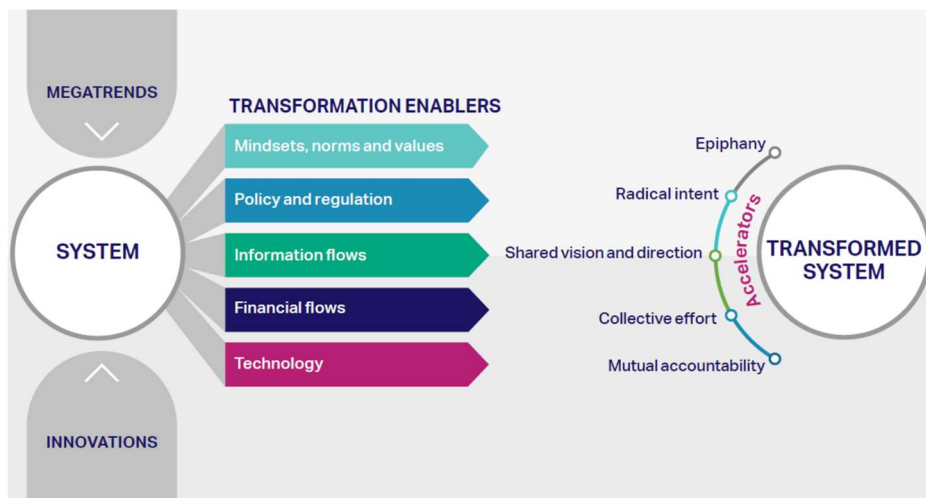 MEGATRENDS
SYSTEM
INNOVATIONS
TRANSFORMATION ENABLERS
Mindsets, norms and values
Policy and regulation
Information flows
Financial flows
Technology
Epiphany
Radical intent
Shared vision and direction
Collective effort
Mutual accountability
Accelerators
TRANSFORMED
SYSTEM